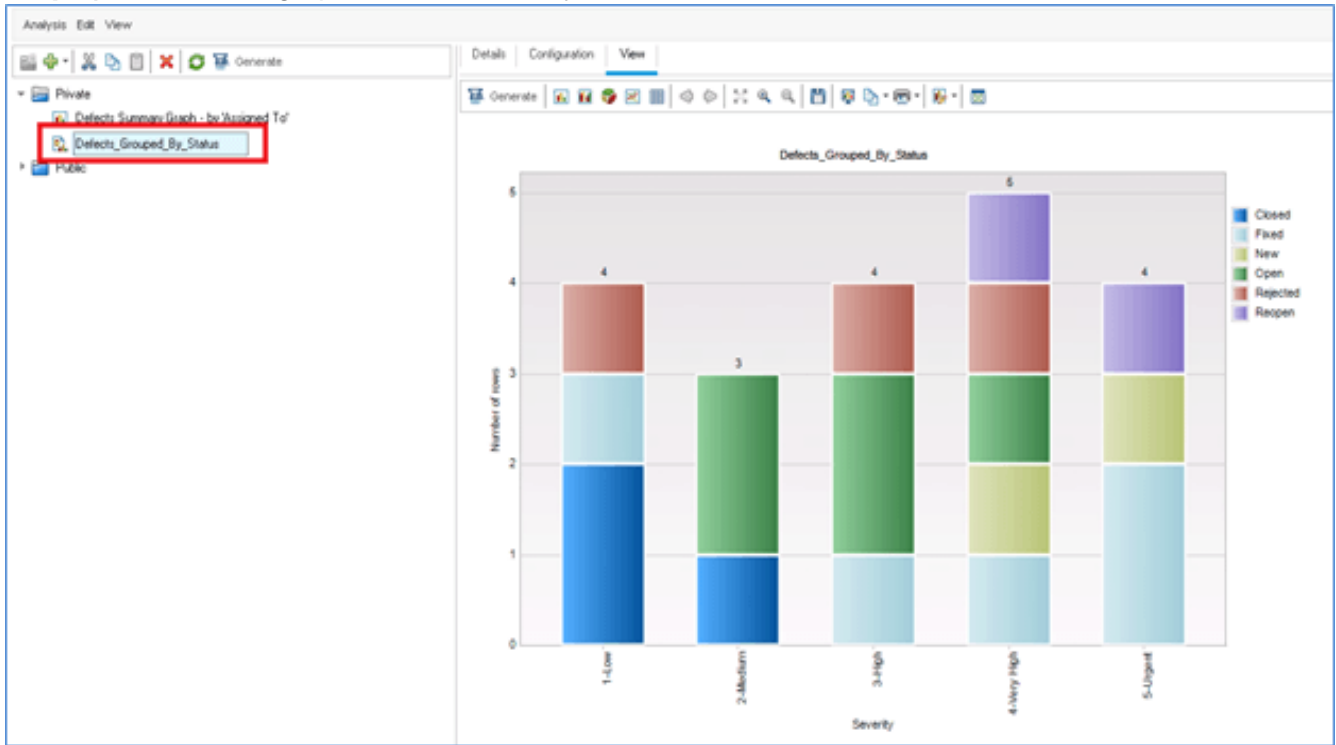 Analysis Edit View
Generate
Private
Defects Summary Graph - by 'Assigned To'
Defects_Grouped_By_Status
Public
Details Configuration View
Generate
Defects_Grouped_By_Status
5
4
3
2
1
0
Number of rows
4
3
4
5
4
1-Low
2-Medium
3-High
4-Very High
5-Urgent
Severity
Closed
Fixed
New
Open
Rejected
Reopen